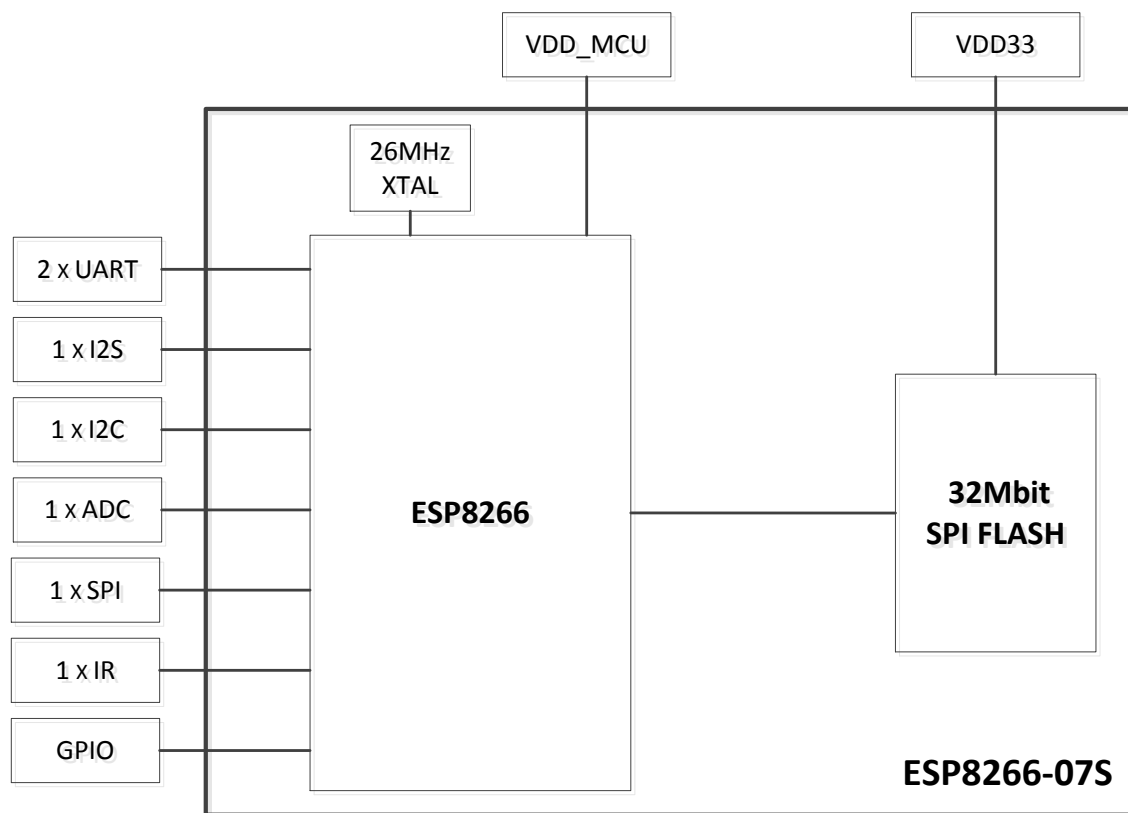 VDD_MCU
VDD33
26MHz
XTAL
2 x UART
1 x I2S
1 x I2C
1 x ADC
1 x SPI
1 x IR
GPIO
ESP8266
32Mbit
SPI FLASH
ESP8266-07S